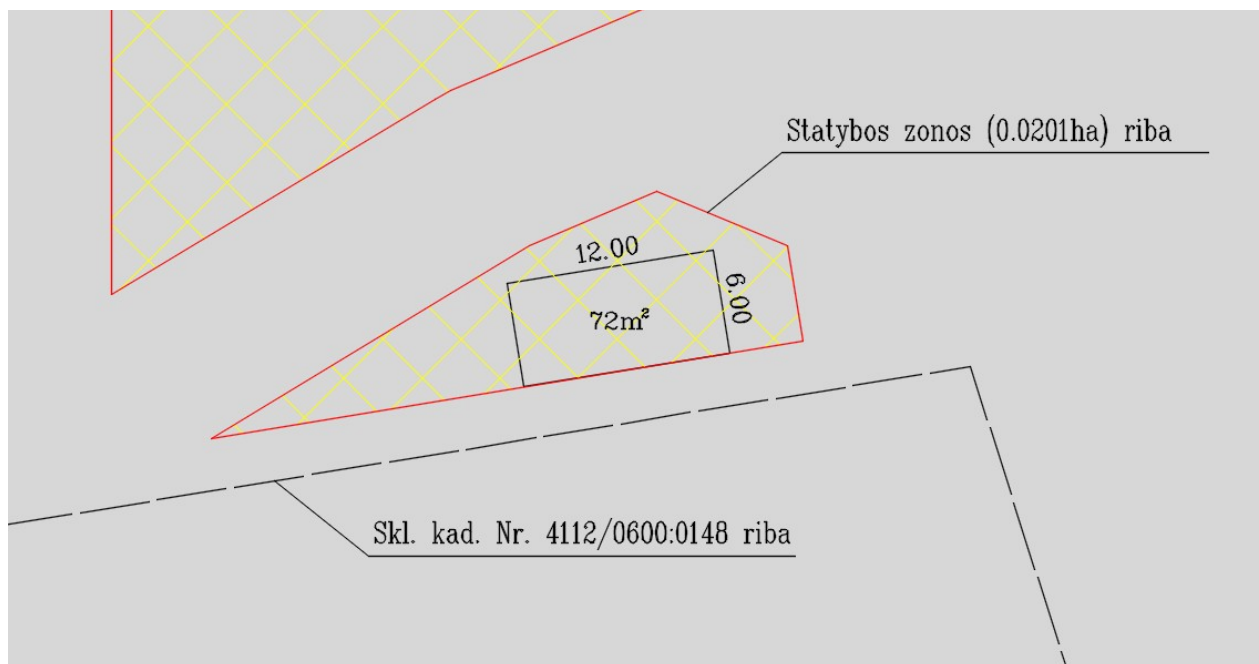 Statybos zonos (0.0201ha) riba
12.00
6.00
72m²
Skl. kad. Nr. 4112/0600:0148 riba